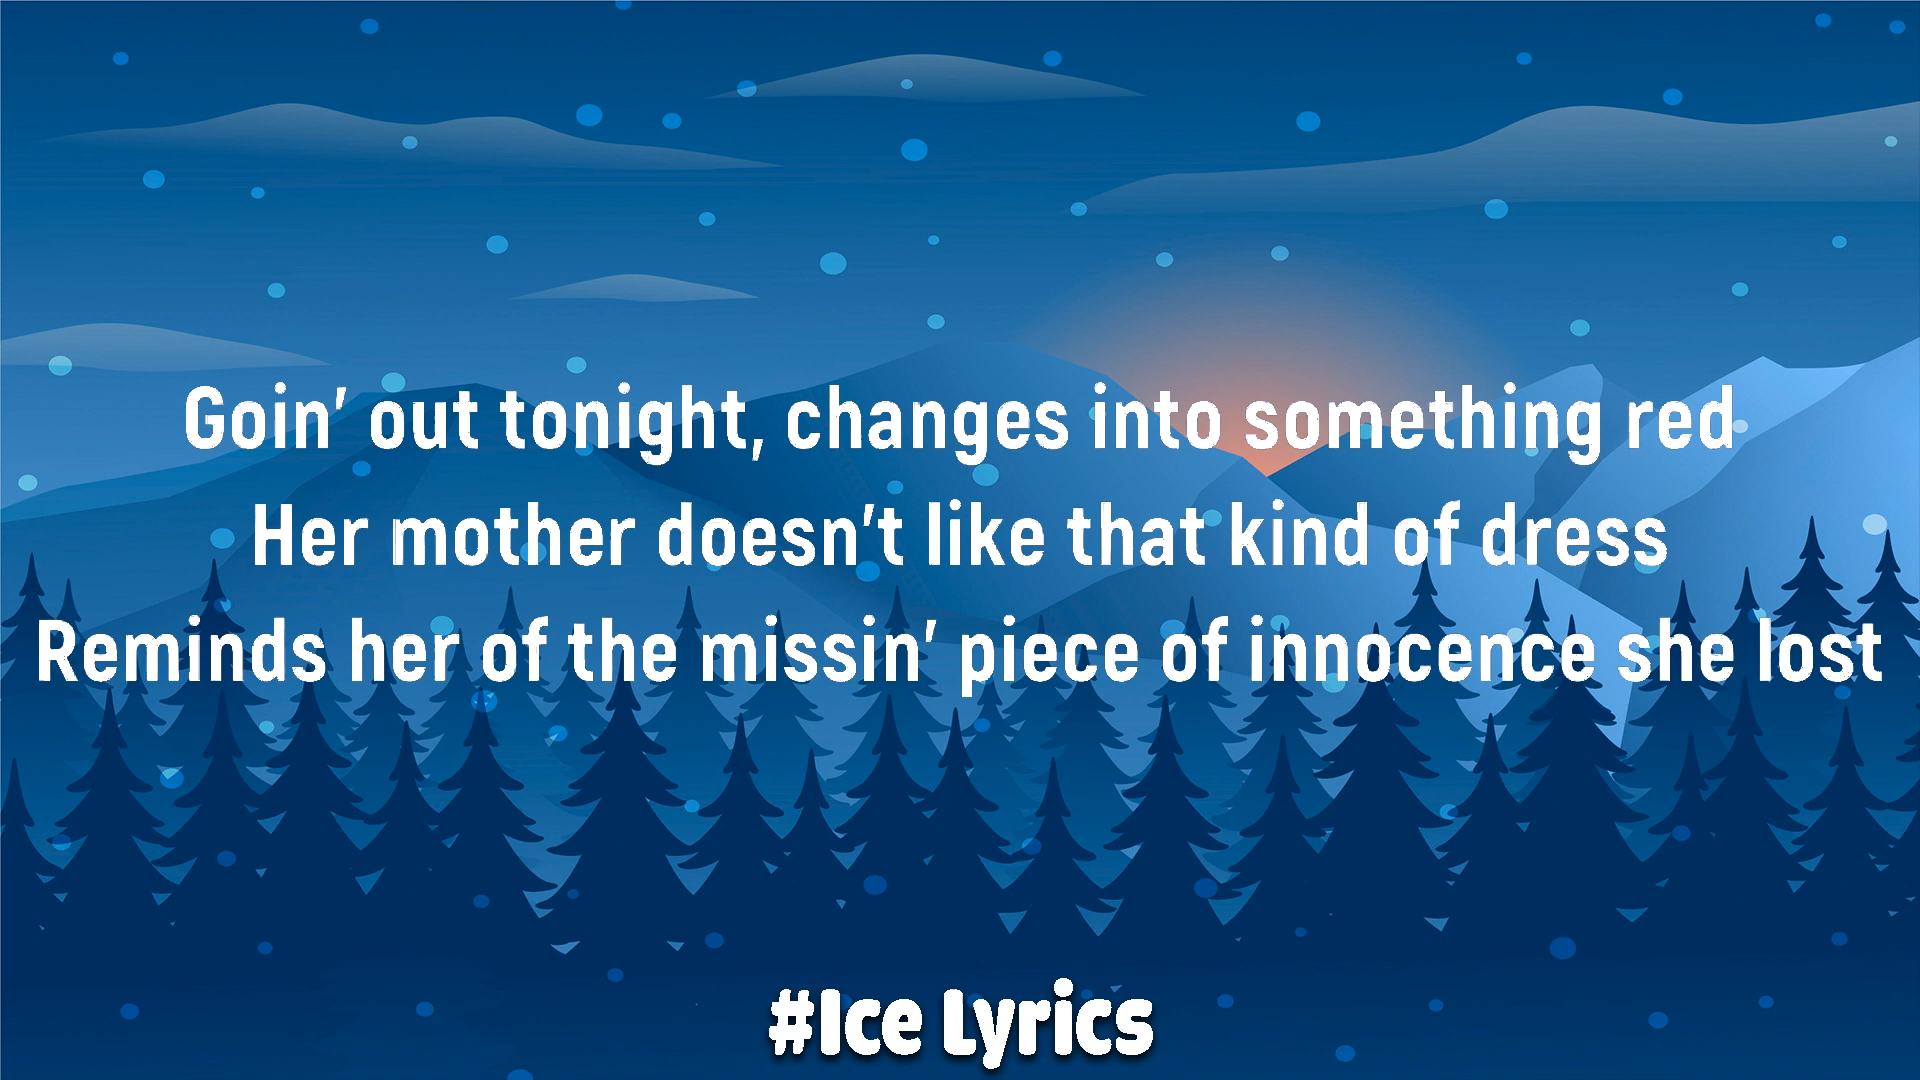 Goin' out tonight, changes into something red
Her mother doesn't like that kind of dress
Reminds her of the missin' piece of innocence she lost
#Ice Lyrics